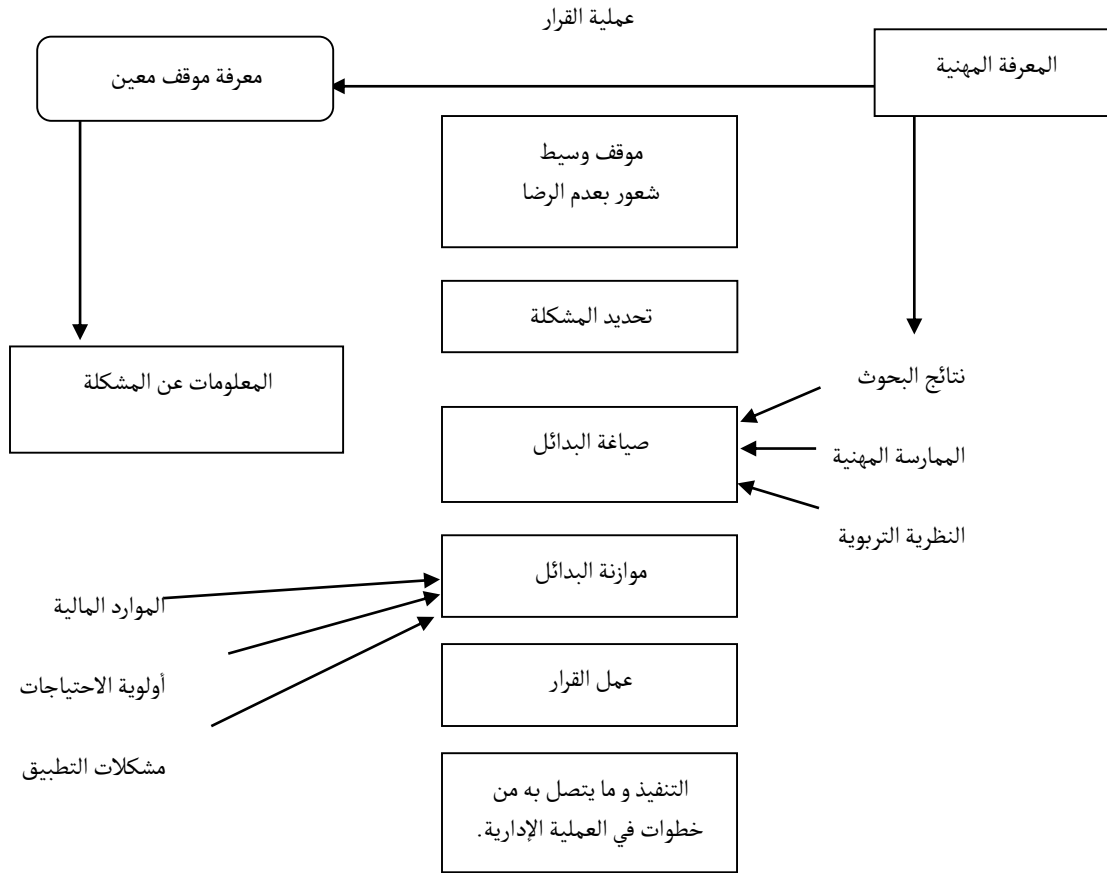 عملية القرار
المعرفة المهنية
معرفة موقف معين
موقف وسيط
شعور بعدم الرضا
تحديد المشكلة
المعلومات عن المشكلة
نتائج البحوث
صياغة البدائل
الممارسة المهنية
النظرية التربوية
موازنة البدائل
الموارد المالية
عمل القرار
أولوية الاحتياجات
مشكلات التطبيق
التنفيذ و ما يتصل به من
خطوات في العملية الإدارية.